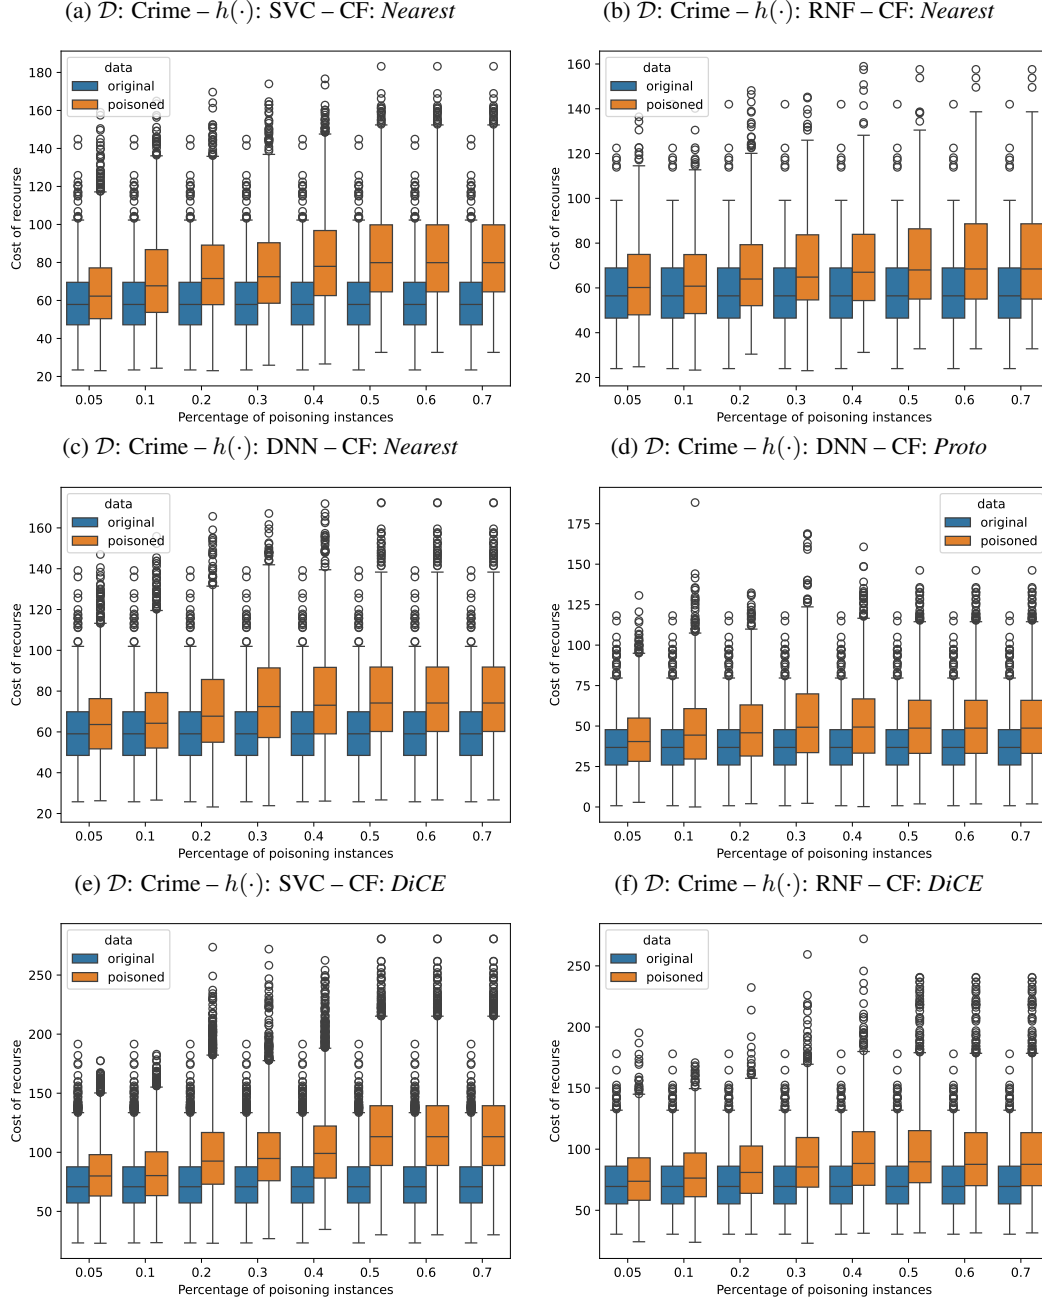 (a) 𝒟: Crime – h(·): SVC – CF: Nearest
(b) 𝒟: Crime – h(·): RNF – CF: Nearest
data
original
poisoned
180
160
140
120
100
80
60
40
20
Cost of recourse
0.05 0.1 0.2 0.3 0.4 0.5 0.6 0.7
Percentage of poisoning instances
data
original
poisoned
160
140
120
100
80
60
40
20
Cost of recourse
0.05 0.1 0.2 0.3 0.4 0.5 0.6 0.7
Percentage of poisoning instances
(c) 𝒟: Crime – h(·): DNN – CF: Nearest
(d) 𝒟: Crime – h(·): DNN – CF: Proto
data
original
poisoned
160
140
120
100
80
60
40
20
Cost of recourse
0.05 0.1 0.2 0.3 0.4 0.5 0.6 0.7
Percentage of poisoning instances
data
original
poisoned
175
150
125
100
75
50
25
0
Cost of recourse
0.05 0.1 0.2 0.3 0.4 0.5 0.6 0.7
Percentage of poisoning instances
(e) 𝒟: Crime – h(·): SVC – CF: DiCE
(f) 𝒟: Crime – h(·): RNF – CF: DiCE
data
original
poisoned
250
200
150
100
50
Cost of recourse
0.05 0.1 0.2 0.3 0.4 0.5 0.6 0.7
Percentage of poisoning instances
data
original
poisoned
250
200
150
100
50
Cost of recourse
0.05 0.1 0.2 0.3 0.4 0.5 0.6 0.7
Percentage of poisoning instances